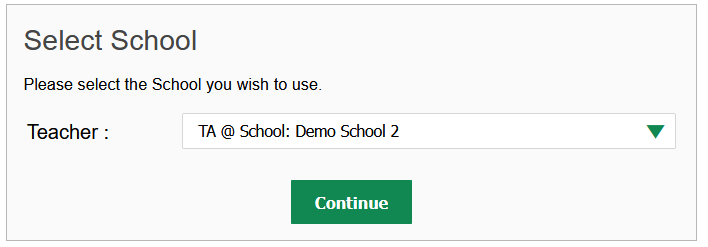 Select School
Please select the School you wish to use.
Teacher : TA @ School: Demo School 2
Continue